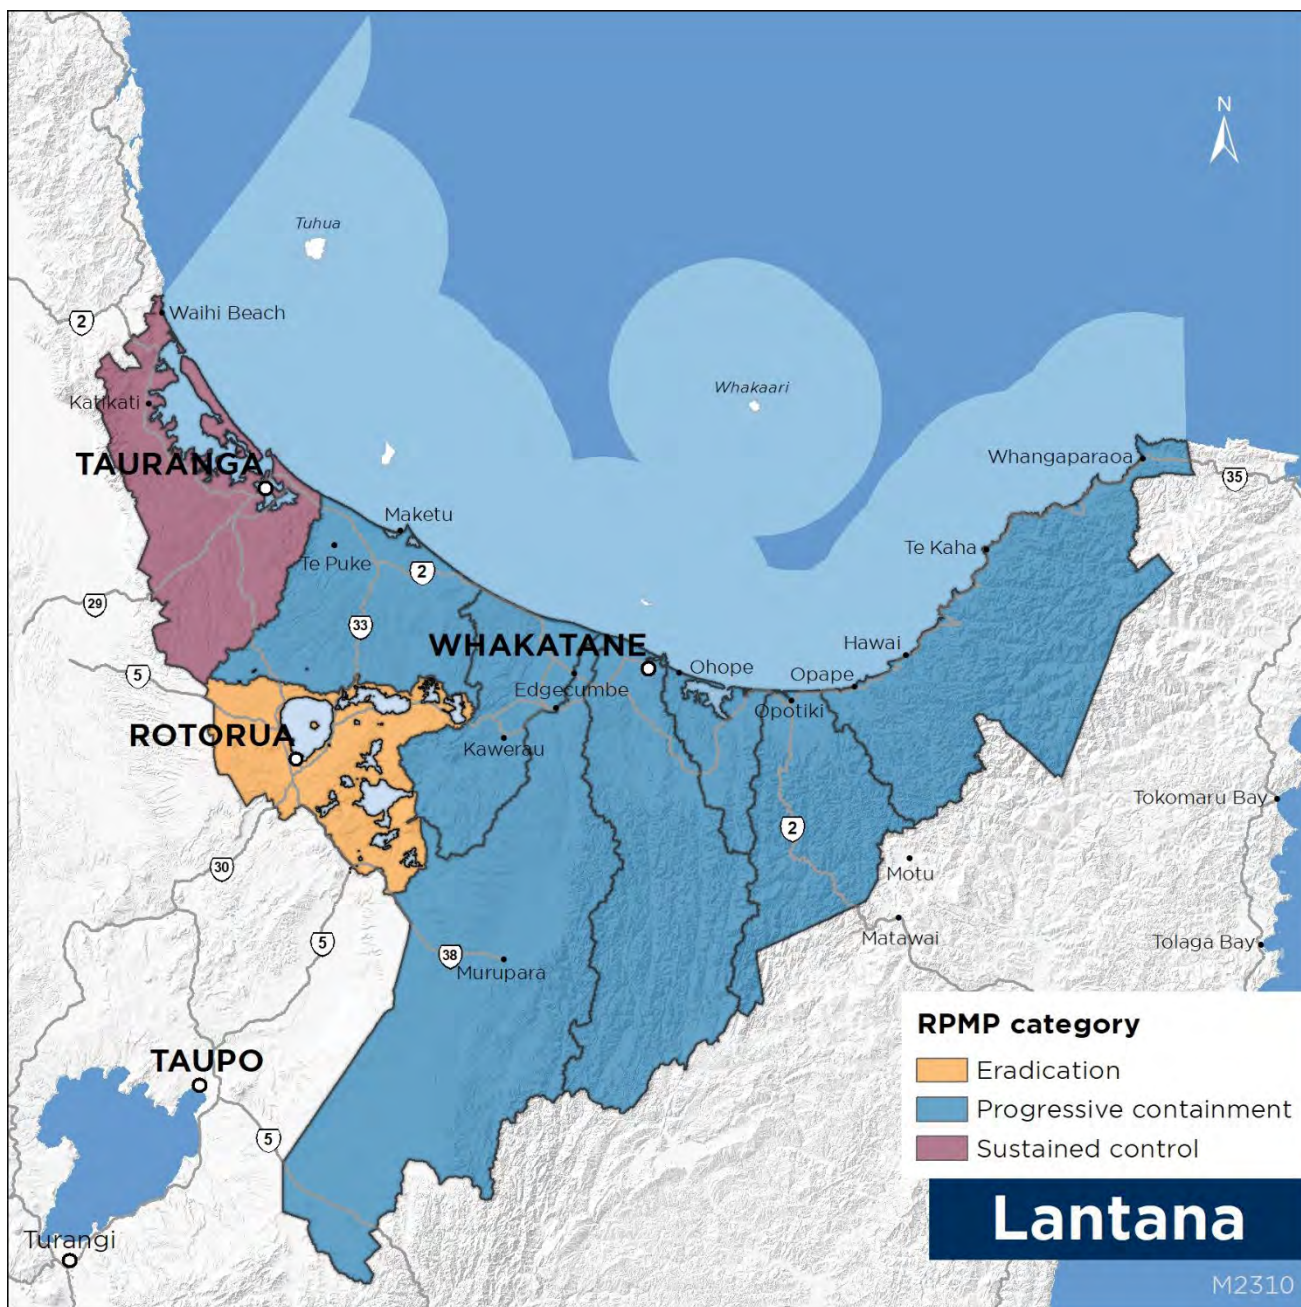 N
Tuhua
Waihi Beach
2
Whakaari
Katikati
Whangaparaoa
TAURANGA
35
Maketu
Te Kaha
Te Puke
2
29
33
WHAKATANE
Hawai
Ohope
5
Opape
Edgecumbe
Opotiki
ROTORUA
Kawerau
Tokomaru Bay
2
30
Motu
Matawai
5
Tolaga Bay
38
Murupara
RPMP category
TAUPO
Eradication
Progressive containment
5
Sustained control
Lantana
Turangi
M2310